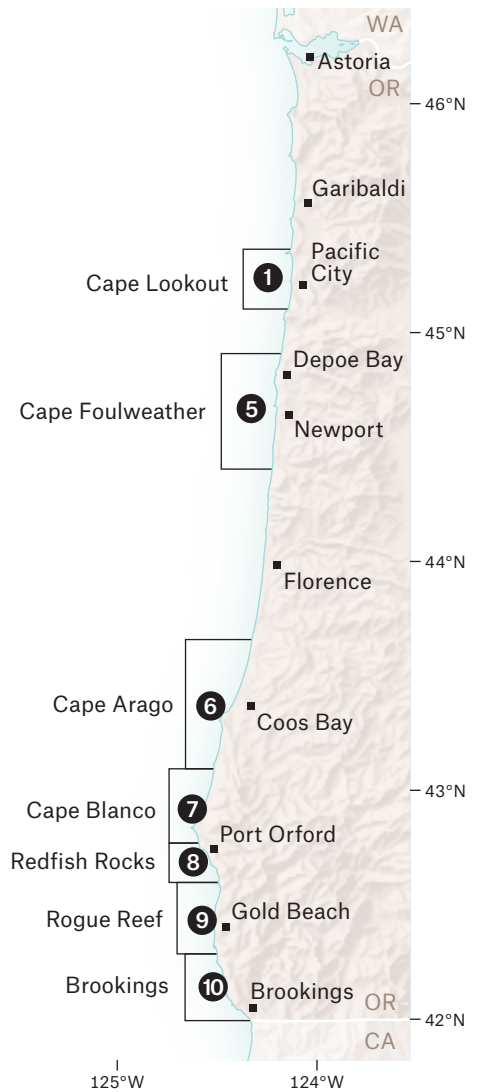 WA
Astoria
OR
46°N
Garibaldi
Pacific
City
Cape Lookout
1
45°N
Depoe Bay
Cape Foulweather
5
Newport
44°N
Florence
Cape Arago
6
Coos Bay
43°N
Cape Blanco
7
Port Orford
Redfish Rocks
8
Rogue Reef
9
Gold Beach
Brookings
10
Brookings
OR
42°N
CA
125°W
124°W